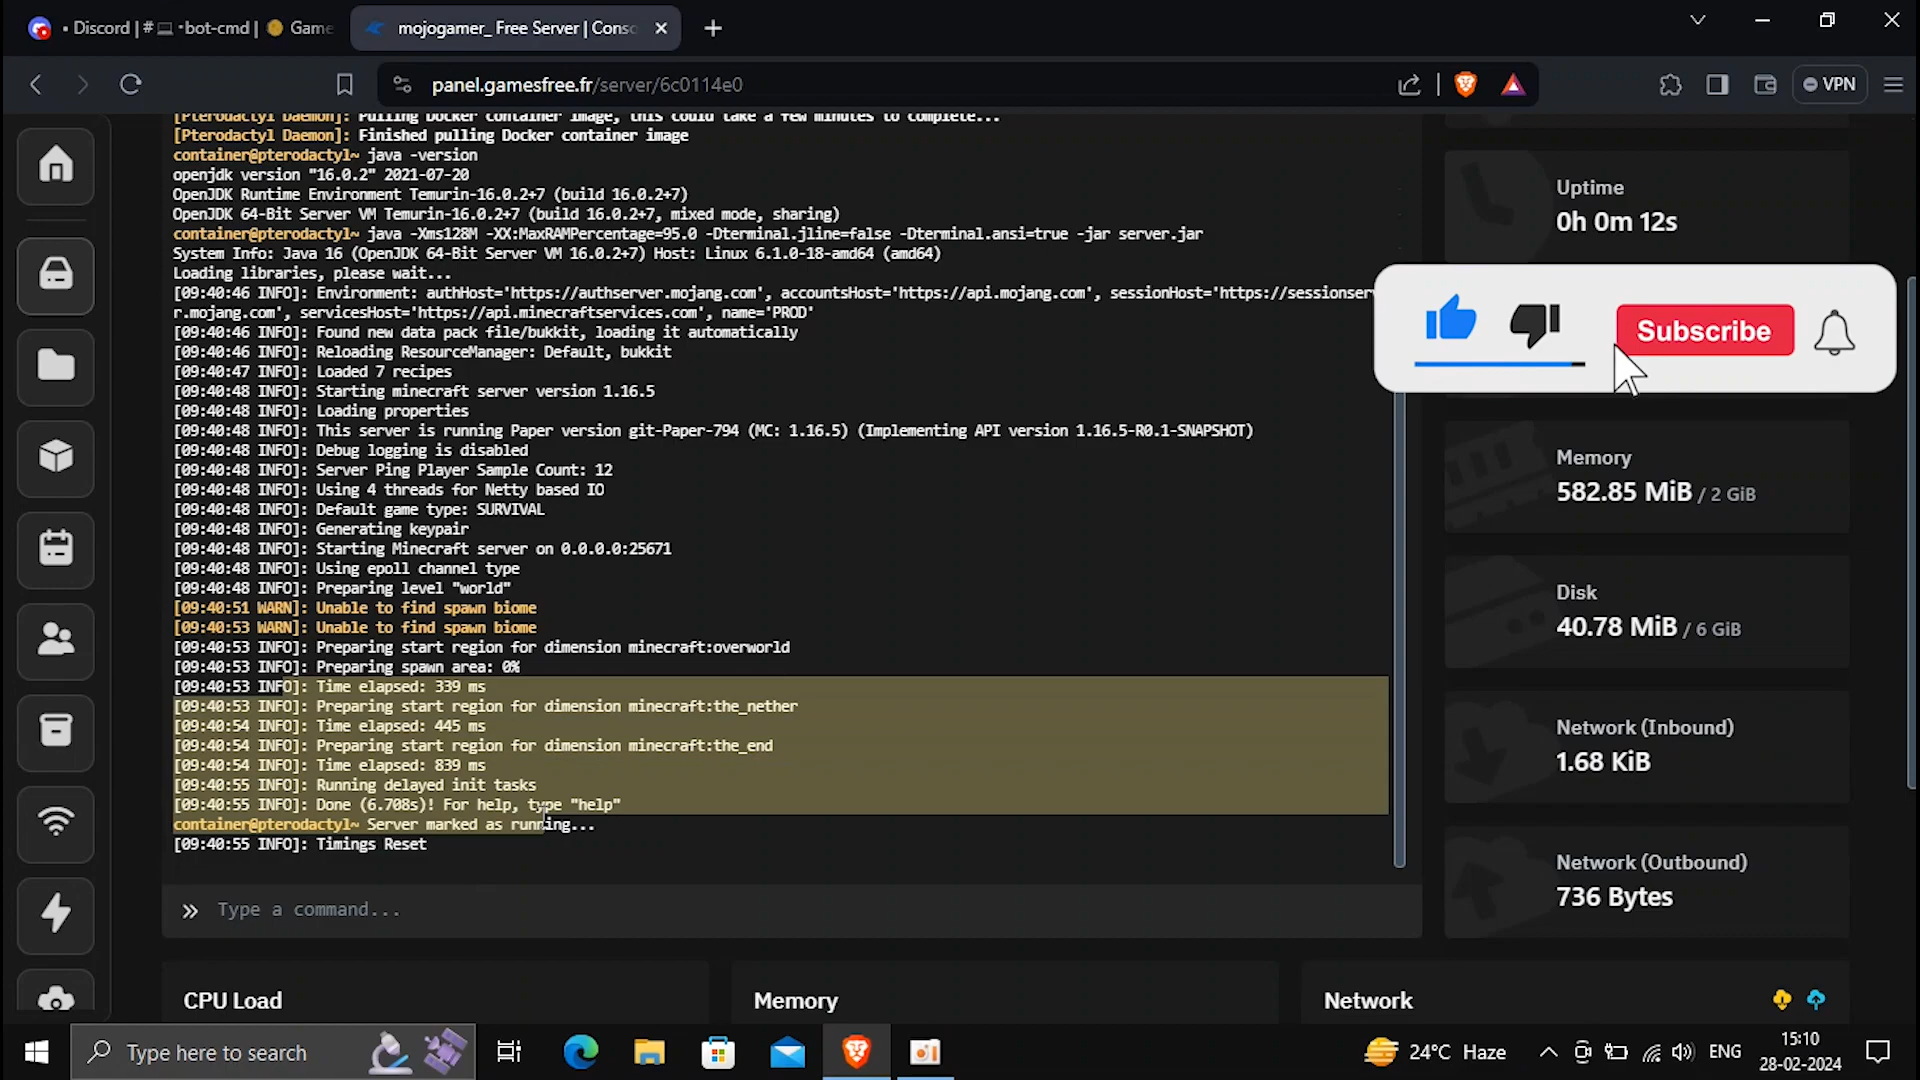 • Discord | # •bot-cmd | Game
mojogamer_ Free Server | Conso
panel.gamesfree.fr/server/6c0114e0
VPN
[Pterodactyl Daemon]: Pulling Docker container image, this could take a few minutes to complete...
[Pterodactyl Daemon]: Finished pulling Docker container image
container@pterodactyl~ java -version
openjdk version "16.0.2" 2021-07-20
OpenJDK Runtime Environment Temurin-16.0.2+7 (build 16.0.2+7)
OpenJDK 64-Bit Server VM Temurin-16.0.2+7 (build 16.0.2+7, mixed mode, sharing)
container@pterodactyl~ java -Xms128M -XX:MaxRAMPercentage=95.0 -Dterminal.jline=false -Dterminal.ansi=true -jar server.jar
System Info: Java 16 (OpenJDK 64-Bit Server VM 16.0.2+7) Host: Linux 6.1.0-18-amd64 (amd64)
Loading libraries, please wait...
[09:40:46 INFO]: Environment: authHost='https://authserver.mojang.com', accountsHost='https://api.mojang.com', sessionHost='https://sessionser
r.mojang.com', servicesHost='https://api.minecraftservices.com', name='PROD'
[09:40:46 INFO]: Found new data pack file/bukkit, loading it automatically
[09:40:46 INFO]: Reloading ResourceManager: Default, bukkit
[09:40:47 INFO]: Loaded 7 recipes
[09:40:48 INFO]: Starting minecraft server version 1.16.5
[09:40:48 INFO]: Loading properties
[09:40:48 INFO]: This server is running Paper version git-Paper-794 (MC: 1.16.5) (Implementing API version 1.16.5-R0.1-SNAPSHOT)
[09:40:48 INFO]: Debug logging is disabled
[09:40:48 INFO]: Server Ping Player Sample Count: 12
[09:40:48 INFO]: Using 4 threads for Netty based IO
[09:40:48 INFO]: Default game type: SURVIVAL
[09:40:48 INFO]: Generating keypair
[09:40:48 INFO]: Starting Minecraft server on 0.0.0.0:25671
[09:40:48 INFO]: Using epoll channel type
[09:40:48 INFO]: Preparing level "world"
[09:40:51 WARN]: Unable to find spawn biome
[09:40:53 WARN]: Unable to find spawn biome
[09:40:53 INFO]: Preparing start region for dimension minecraft:overworld
[09:40:53 INFO]: Preparing spawn area: 0%
[09:40:53 INFO]: Time elapsed: 339 ms
[09:40:53 INFO]: Preparing start region for dimension minecraft:the_nether
[09:40:54 INFO]: Time elapsed: 445 ms
[09:40:54 INFO]: Preparing start region for dimension minecraft:the_end
[09:40:54 INFO]: Time elapsed: 839 ms
[09:40:55 INFO]: Running delayed init tasks
[09:40:55 INFO]: Done (6.708s)! For help, type "help"
container@pterodactyl~ Server marked as running...
[09:40:55 INFO]: Timings Reset
Type a command...
Uptime
0h 0m 12s
Subscribe
Memory
582.85 MiB / 2 GiB
Disk
40.78 MiB / 6 GiB
Network (Inbound)
1.68 KiB
Network (Outbound)
736 Bytes
CPU Load
Memory
Network
Type here to search
24°C Haze
ENG
15:10
28-02-2024